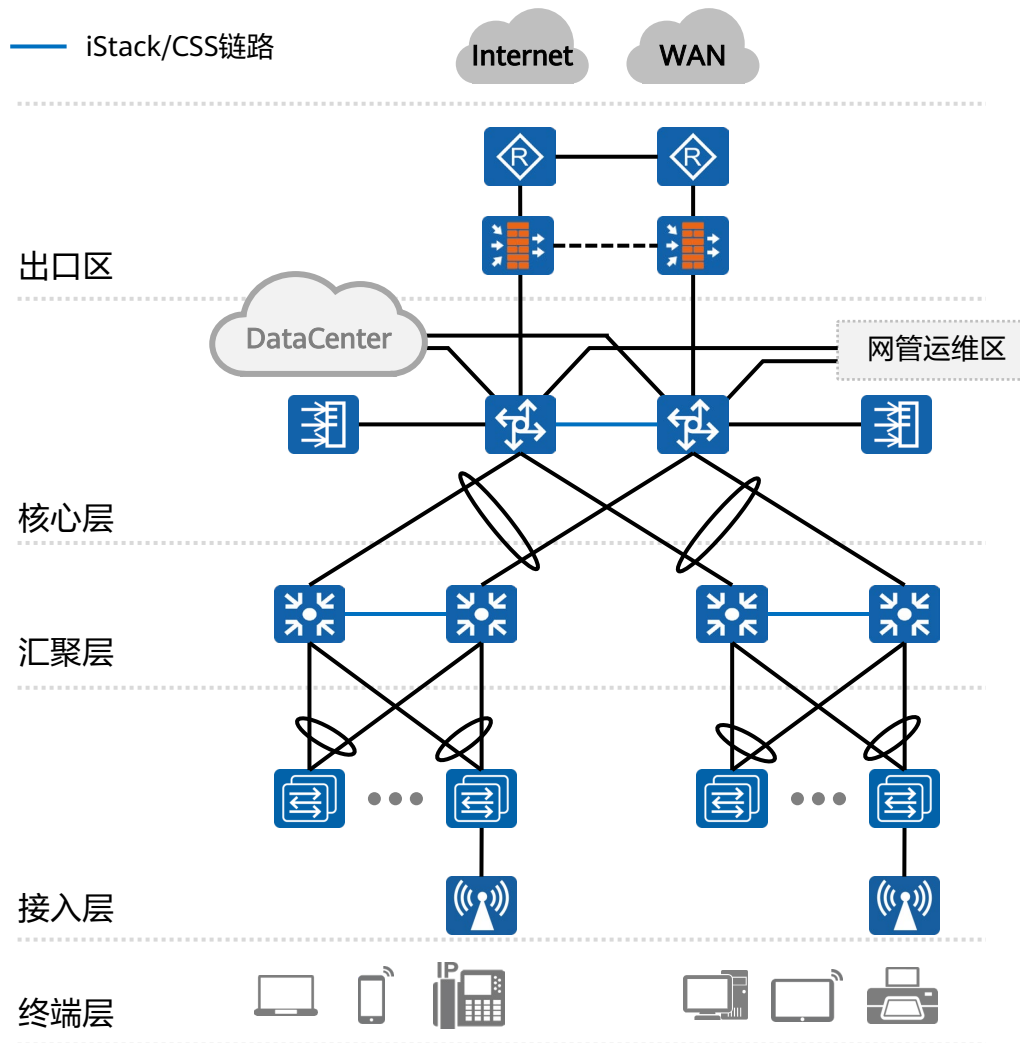 iStack/CSS链路
Internet
WAN
R
R
出口区
DataCenter
网管运维区
核心层
汇聚层
接入层
IP
终端层